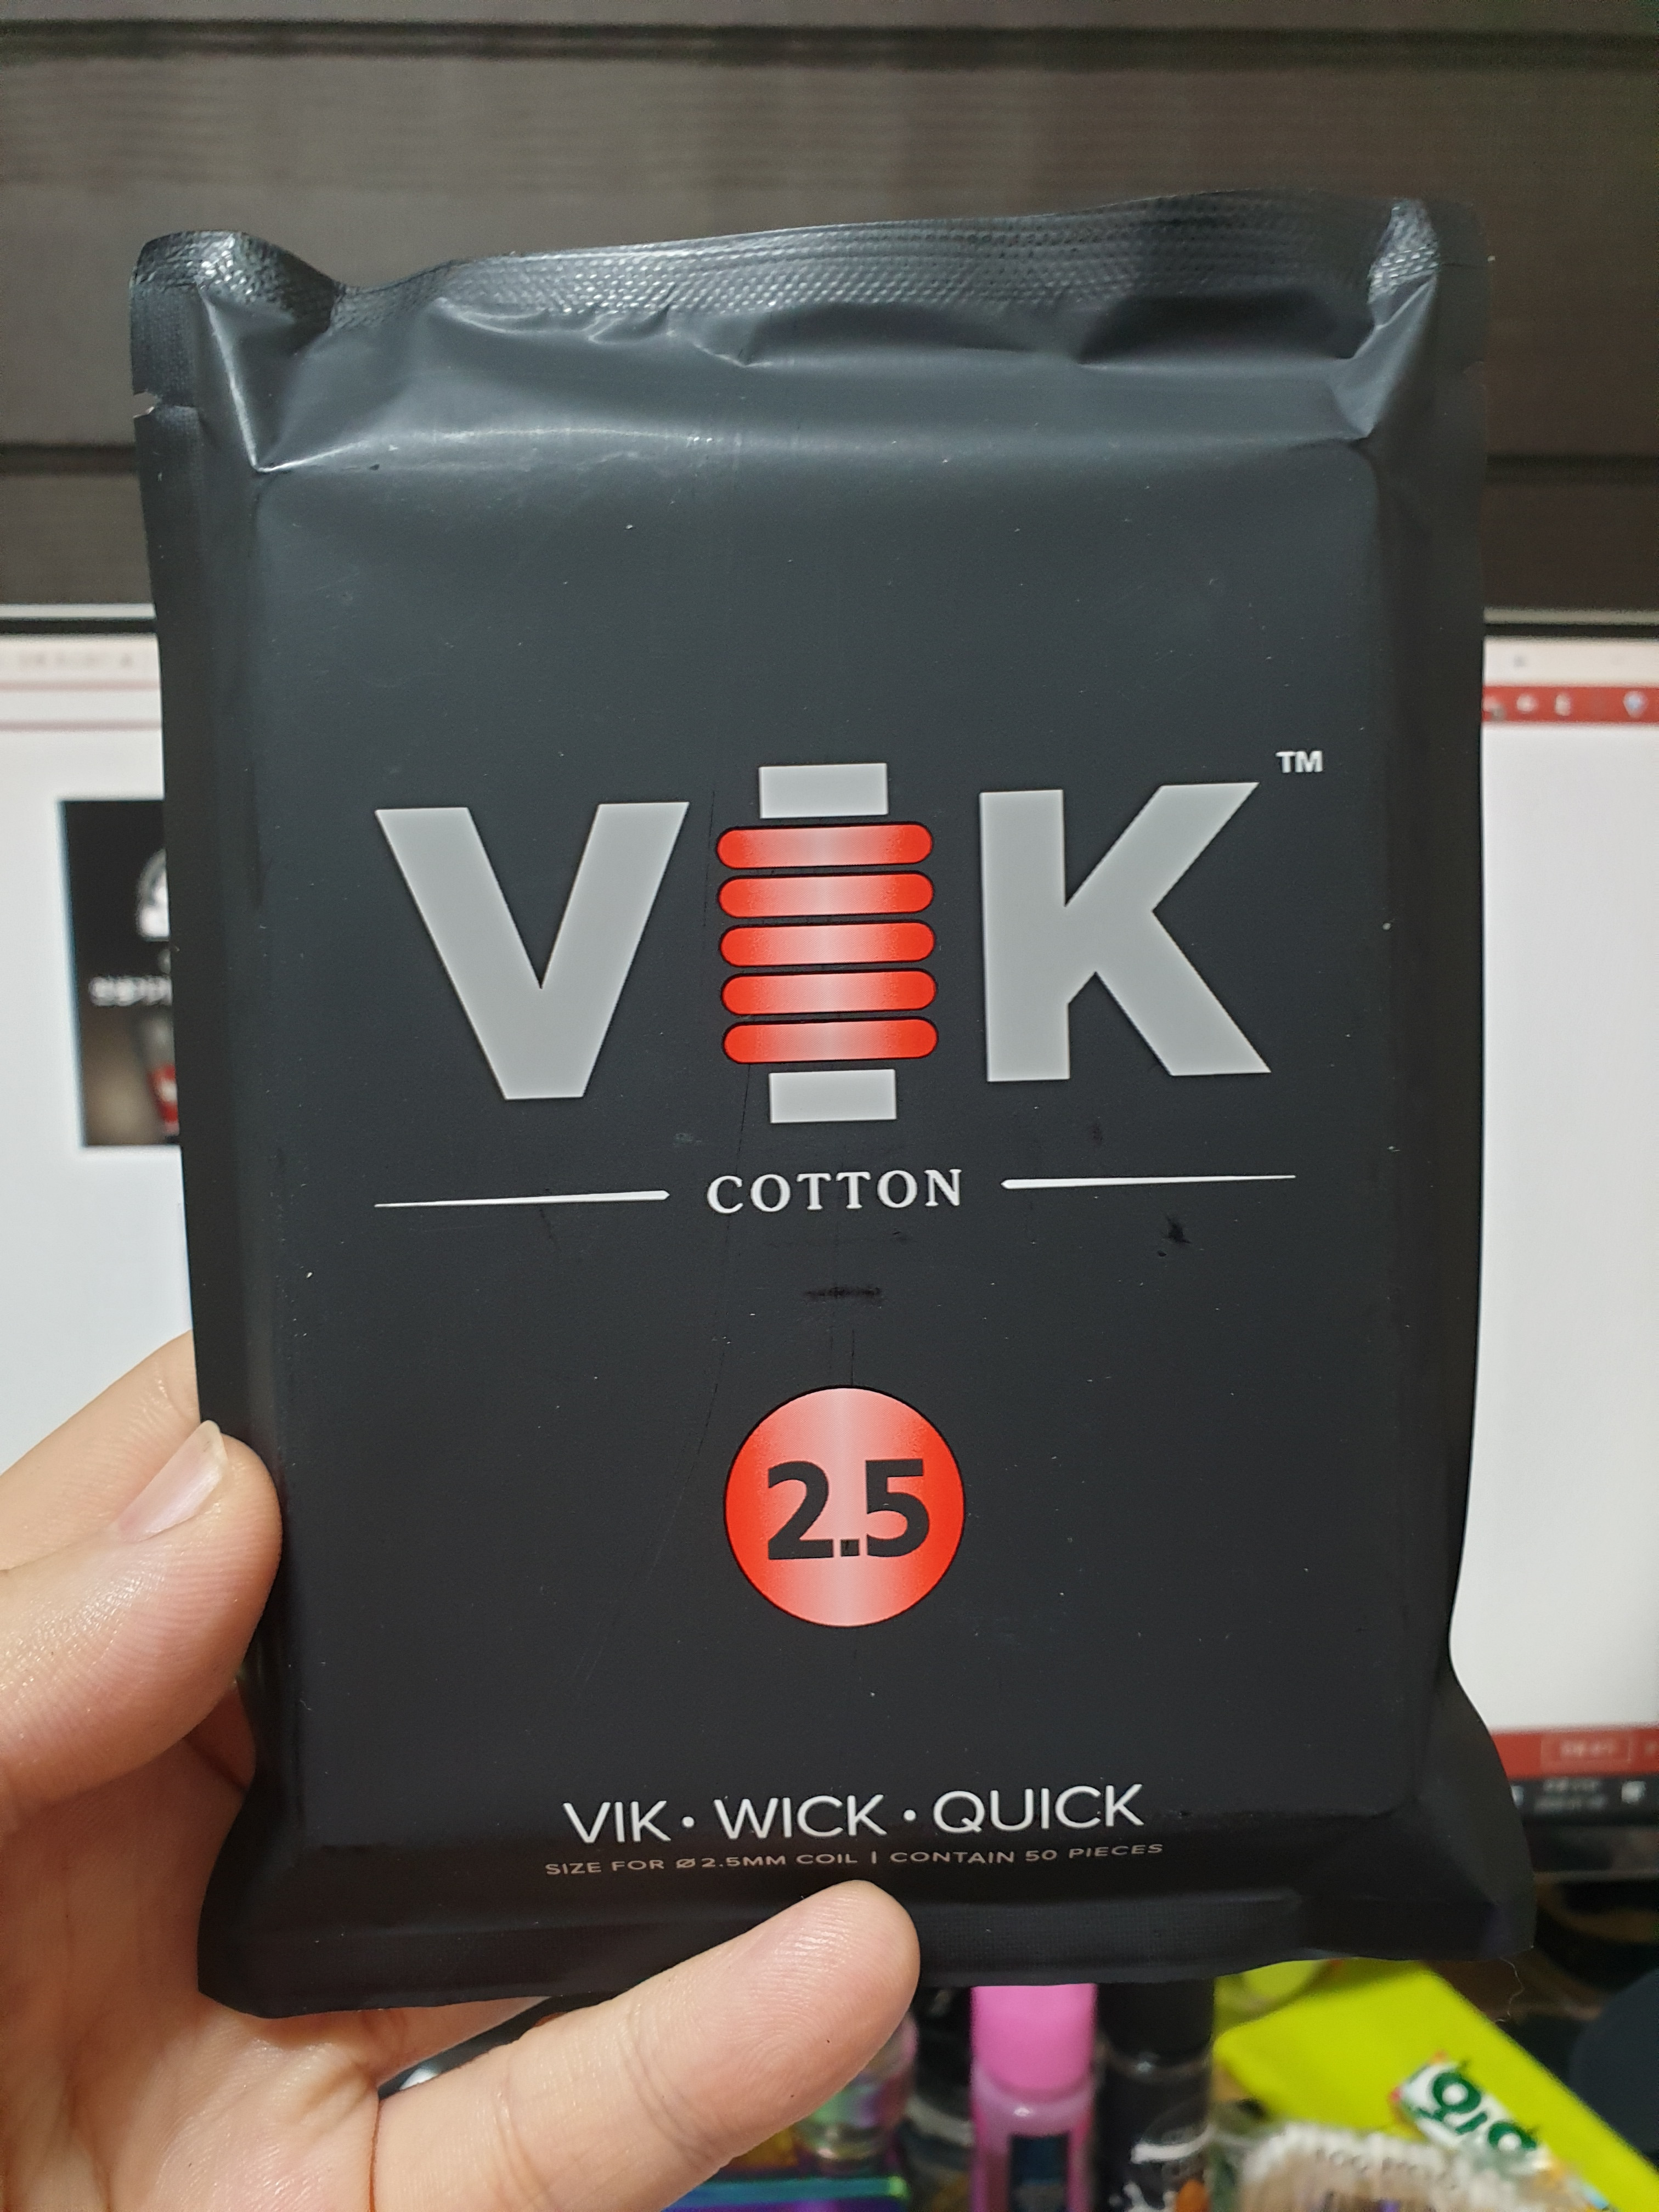 VIK™
COTTON
2.5
VIK • WICK • QUICK
SIZE FOR Ø2.5MM COIL | CONTAIN 50 PIECES